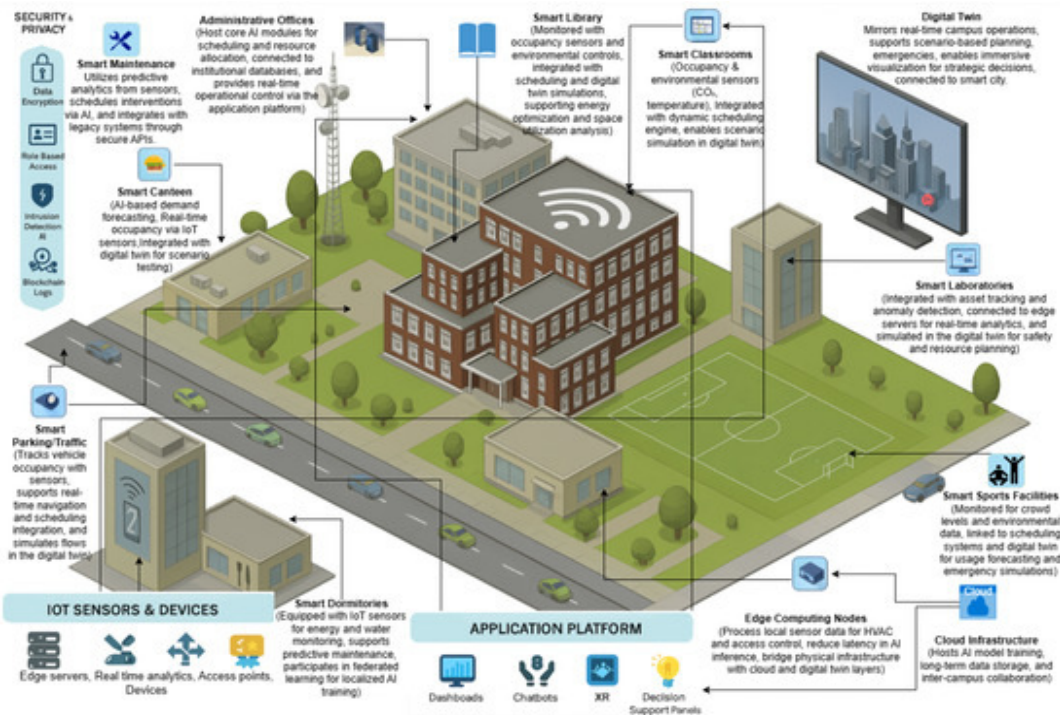 SECURITY &
PRIVACY
Data
Encryption
Role Based
Access
Intrusion
Detection
AI
Blockchain
Logs
Smart Maintenance
Utilizes predictive
analytics from sensors,
schedules interventions
via AI, and integrates with
legacy systems through
secure APIs.
Smart Canteen
(AI-based demand
forecasting, Real-time
occupancy via IoT
sensors,Integrated with
digital twin for scenario
testing)
Administrative Offices
(Host core AI modules for
scheduling and resource
allocation, connected to
institutional databases, and
provides real-time
operational control via the
application platform)
Smart Library
(Monitored with
occupancy sensors and
environmental controls,
integrated with
scheduling and digital
twin simulations,
supporting energy
optimization and space
utilization analysis)
Smart Classrooms
(Occupancy &
environmental sensors
(CO₂,
temperature), Integrated
with dynamic scheduling
engine, enables scenario
simulation in digital twin)
Digital Twin
Mirrors real-time campus operations,
supports scenario-based planning,
emergencies, enables immersive
visualization for strategic decisions,
connected to smart city.
Smart Laboratories
(Integrated with asset tracking and
anomaly detection, connected to edge
servers for real-time analytics, and
simulated in the digital twin for safety
and resource planning)
Smart
Parking/Traffic
(Tracks vehicle
occupancy with
sensors,
supports real-
time navigation
and scheduling
integration, and
simulates flows
in the digital twin)
2
Smart Sports Facilities
(Monitored for crowd
levels and environmental
data, linked to scheduling
systems and digital twin
for usage forecasting and
emergency simulations)
IOT SENSORS & DEVICES
Edge servers, Real time analytics, Access points,
Devices
Smart Dormitories
(Equipped with IoT sensors
for energy and water
monitoring, supports
predictive maintenance,
participates in federated
learning for localized AI
training)
APPLICATION PLATFORM
Dashboads
Chatbots
XR
Decision
Support Panels
Edge Computing Nodes
(Process local sensor data for HVAC
and access control, reduce latency in AI
inference, bridge physical infrastructure
with cloud and digital twin layers)
Cloud
Cloud Infrastructure
(Hosts AI model training,
long-term data storage, and
inter-campus collaboration)